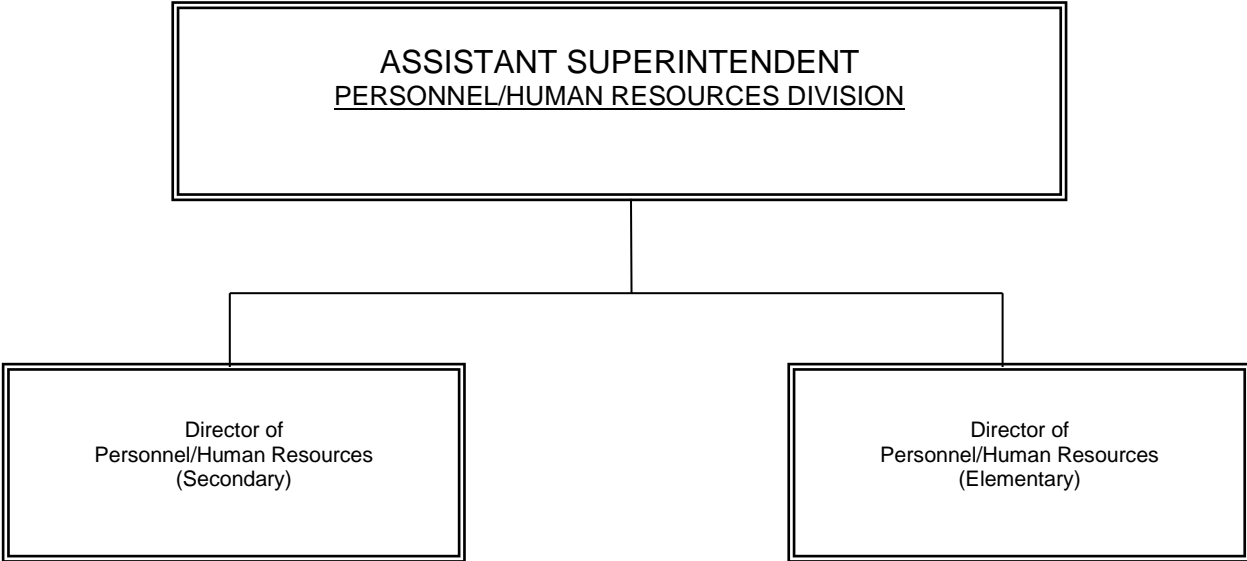 ASSISTANT SUPERINTENDENT
PERSONNEL/HUMAN RESOURCES DIVISION
Director of
Personnel/Human Resources
(Secondary)
Director of
Personnel/Human Resources
(Elementary)